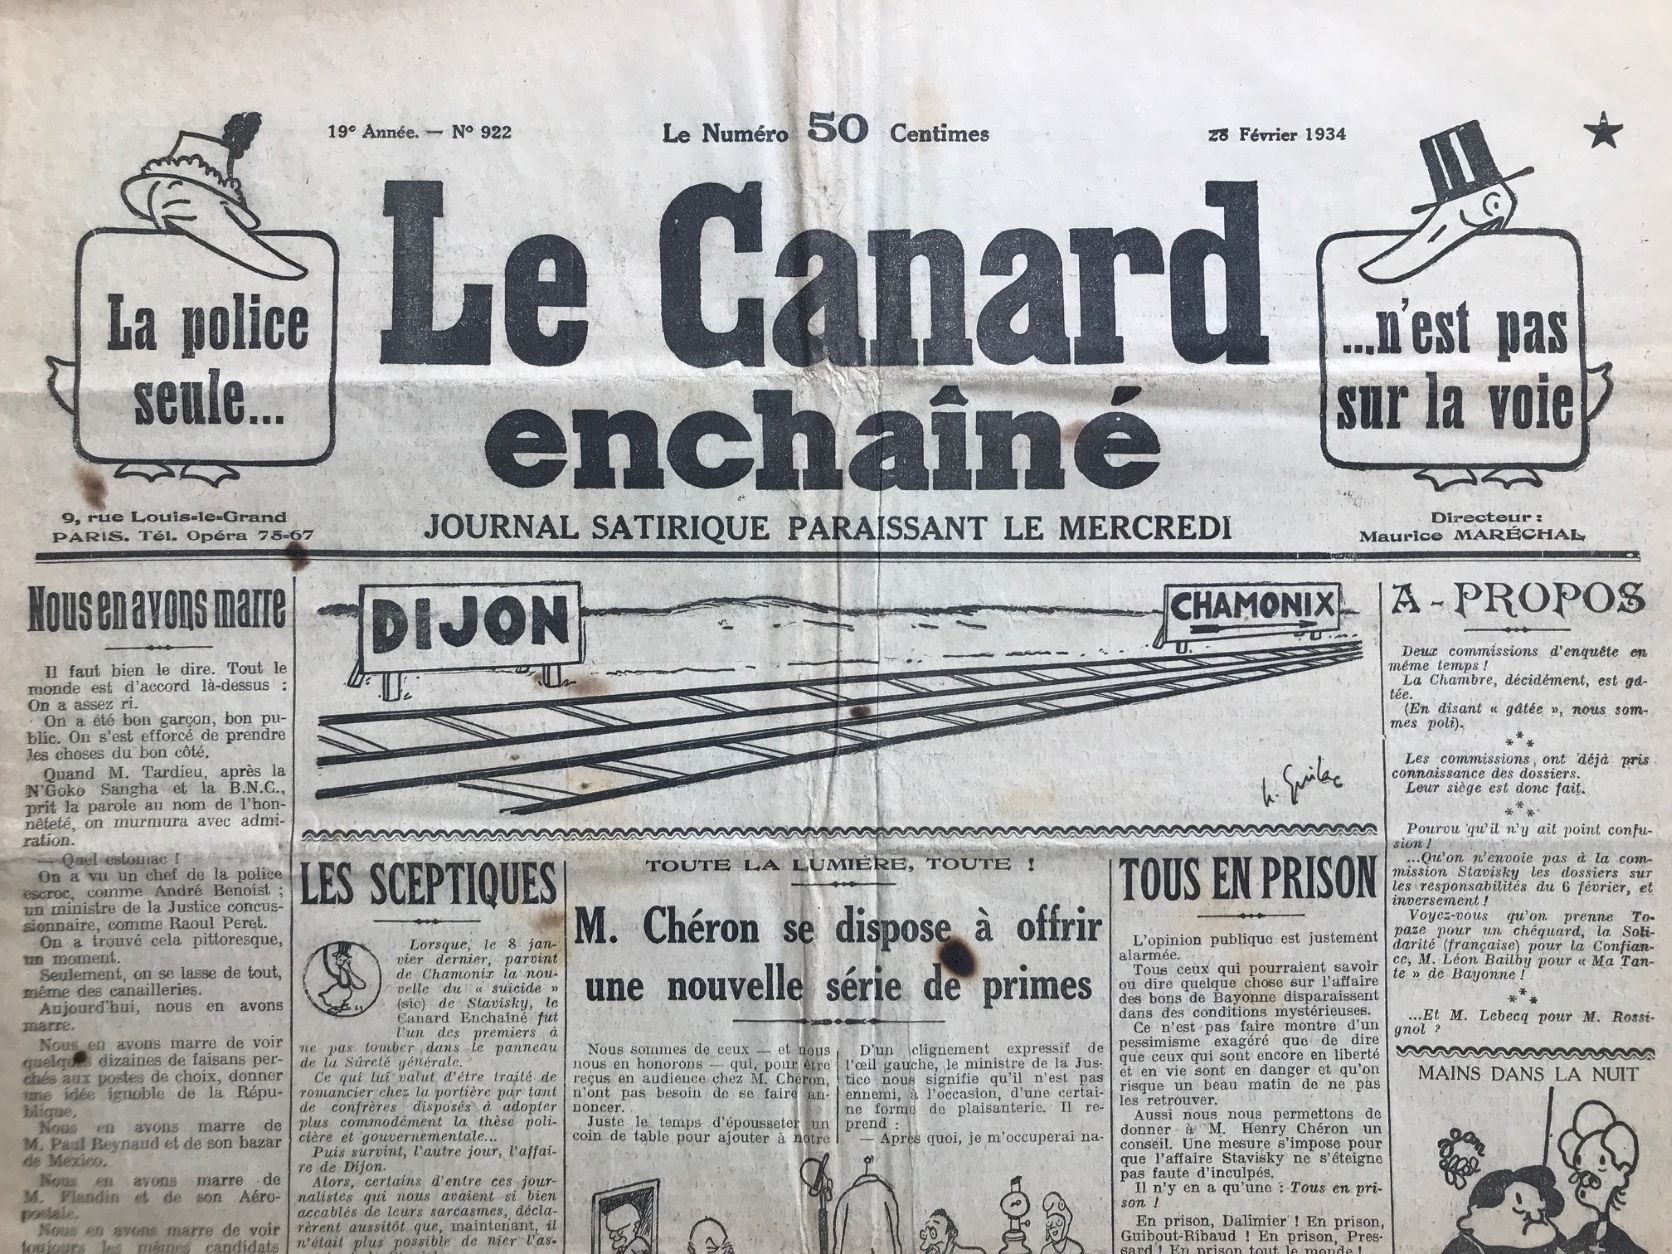 19e Année. — No 922
Le Numéro 50 Centimes
28 Février 1934
La police
seule...
Le Canard
enchaîné
...n'est pas
sur la voie
9, rue Louis-le-Grand
PARIS. Tél. Opéra 75-67
JOURNAL SATIRIQUE PARAISSANT LE MERCREDI
Directeur :
Maurice MARÉCHAL
Nous en avons marre
Il faut bien le dire. Tout le
monde est d'accord là-dessus :
On a assez ri.
On a été bon garçon, bon pu-
blic. On s'est efforcé de prendre
les choses du bon côté.
Quand M. Tardieu, après la
N'Goko Sangha et la B.N.C.,
prit la parole au nom de l'hon-
nêteté, on murmura avec admi-
ration.
— Quel estomac !
On a vu un chef de la police
escroc, comme André Benoist ;
un ministre de la Justice concus-
sionnaire, comme Raoul Peret.
On a trouvé cela pittoresque,
un moment.
Seulement, on se lasse de tout,
même des canailleries.
Aujourd'hui, nous en avons
marre.
Nous en avons marre de voir
quelques dizaines de faisans per-
chés aux postes de choix, donner
une idée ignoble de la Répu-
blique.
Nous en avons marre de
M. Paul Reynaud et de son bazar
de Mexico.
Nous en avons marre de
M. Flandin et de son Aéro-
postale.
Nous en avons marre de voir
toujours les mêmes candidats
DIJON
CHAMONIX
H. Guilac
LES SCEPTIQUES
Lorsque, le 8 jan-
vier dernier, parvint
de Chamonix la nou-
velle du « suicide »
(sic) de Stavisky, le
Canard Enchaîné fut
l'un des premiers à
ne pas tomber dans le panneau
de la Sûreté générale.
Ce qui lui valut d'être traité de
romancier chez la portière par tant
de confrères disposés à adopter
plus commodément la thèse poli-
cière et gouvernementale...
Puis survint, l'autre jour, l'affai-
re de Dijon.
Alors, certains d'entre ces jour-
nalistes qui nous avaient si bien
accablés de leurs sarcasmes, décla-
rèrent aussitôt que, maintenant, il
n'était plus possible de nier l'as-
TOUTE LA LUMIÈRE, TOUTE !
M. Chéron se dispose à offrir
une nouvelle série de primes
Nous sommes de ceux — et nous
nous en honorons — qui, pour être
reçus en audience chez M. Chéron,
n'ont pas besoin de se faire an-
noncer.
Juste le temps d'épousseter un
coin de table pour ajouter à notre
D'un clignement expressif de
l'œil gauche, le ministre de la Jus-
tice nous signifie qu'il n'est pas
ennemi, à l'occasion, d'une certai-
ne forme de plaisanterie. Il re-
prend :
— Après quoi, je m'occuperai na-
TOUS EN PRISON
L'opinion publique est justement
alarmée.
Tous ceux qui pourraient savoir
ou dire quelque chose sur l'affaire
des bons de Bayonne disparaissent
dans des conditions mystérieuses.
Ce n'est pas faire montre d'un
pessimisme exagéré que de dire
que ceux qui sont encore en liberté
et en vie sont en danger et qu'on
risque un beau matin de ne pas
les retrouver.
Aussi nous nous permettons de
donner à M. Henry Chéron un
conseil. Une mesure s'impose pour
que l'affaire Stavisky ne s'éteigne
pas faute d'inculpés.
Il n'y en a qu'une : Tous en pri-
son !
En prison, Dalimier ! En prison,
Guibout-Ribaud ! En prison, Pres-
sard ! En prison tout le monde !
A - PROPOS
Deux commissions d'enquête en
même temps !
La Chambre, décidément, est gâ-
tée.
(En disant « gâtée », nous som-
mes poli).
***
Les commissions ont déjà pris
connaissance des dossiers.
Leur siège est donc fait.
***
Pourvu qu'il n'y ait point confu-
sion !
...Qu'on n'envoie pas à la com-
mission Stavisky les dossiers sur
les responsabilités du 6 février, et
inversement !
Voyez-vous qu'on prenne To-
paze pour un chéquard, la Soli-
darité (française) pour la Confian-
ce, M. Léon Bailby pour « Ma Tan-
te » de Bayonne !
***
...Et M. Lebecq pour M. Rossi-
gnol ?
MAINS DANS LA NUIT